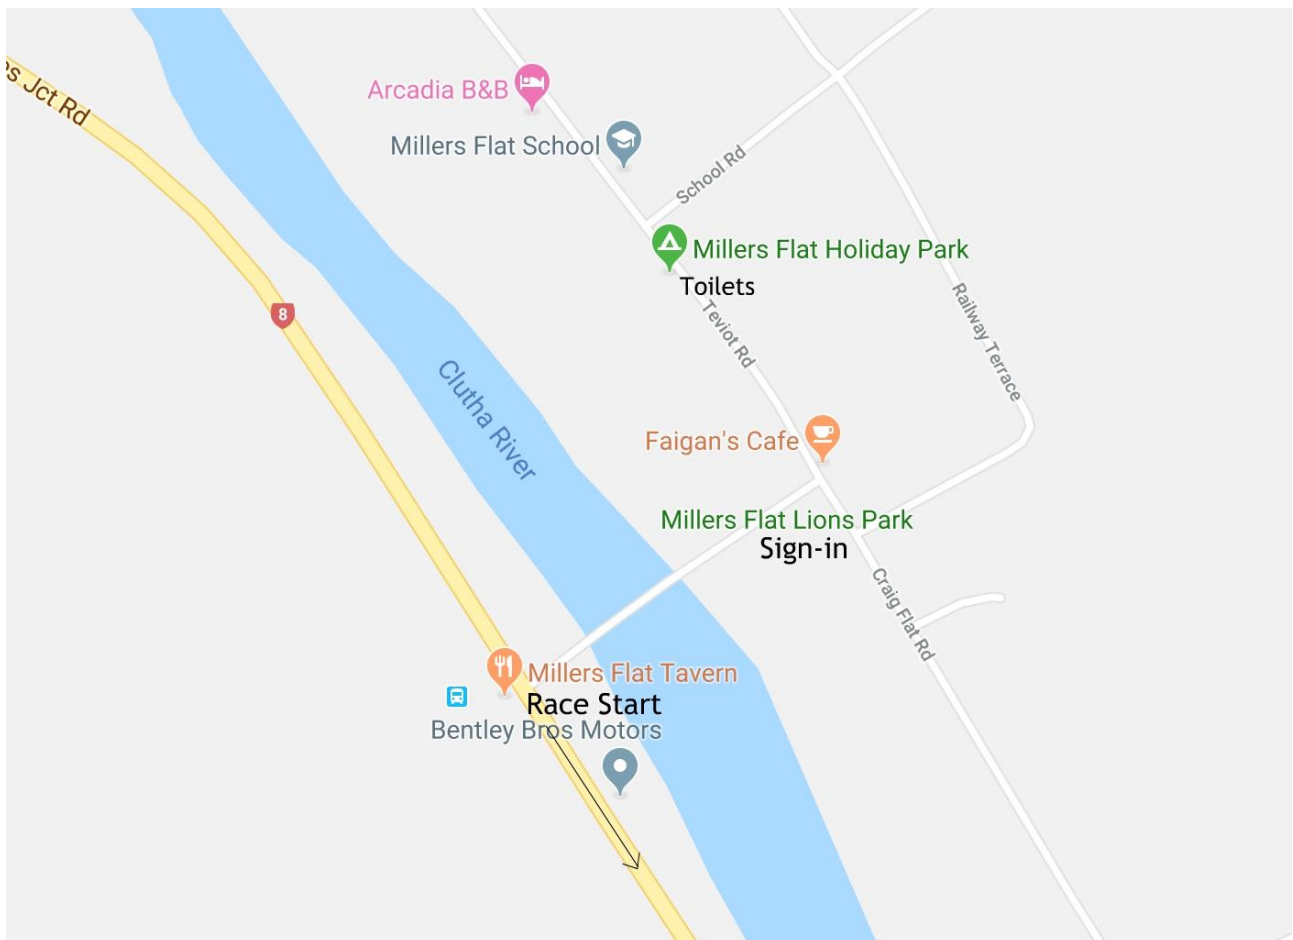 es Jct Rd
Arcadia B&B
Millers Flat School
School Rd
Millers Flat Holiday Park
Toilets
Teviot Rd
Railway Terrace
8
Clutha River
Faigan's Cafe
Millers Flat Lions Park
Sign-in
Craig Flat Rd
Millers Flat Tavern
Race Start
Bentley Bros Motors